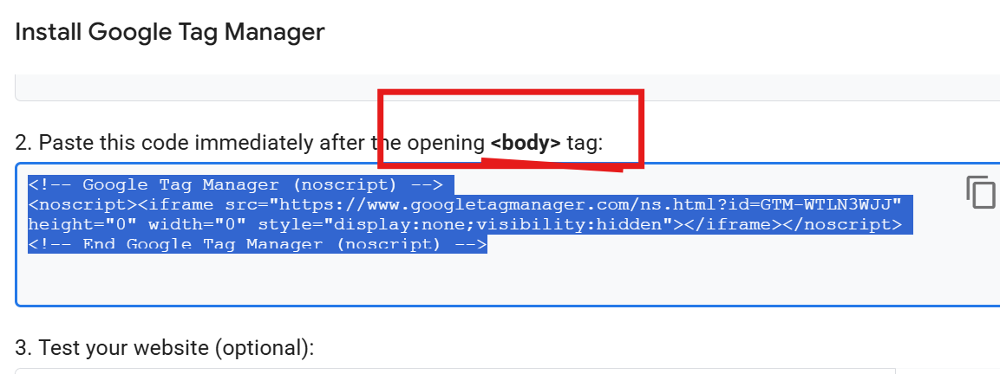 Install Google Tag Manager
2. Paste this code immediately after the opening <body> tag:
<!-- Google Tag Manager (noscript) -->
<noscript><iframe src="https://www.googletagmanager.com/ns.html?id=GTM-WTLN3WJJ"
height="0" width="0" style="display:none;visibility:hidden"></iframe></noscript>
<!-- End Google Tag Manager (noscript) -->
3. Test your website (optional):